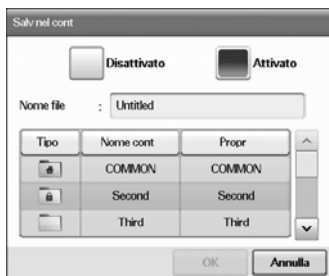 Salv nel cont
Disattivato Attivato
Nome file : Untitled
Tipo Nome cont Propr
COMMON COMMON
Second Second
Third Third
OK Annulla